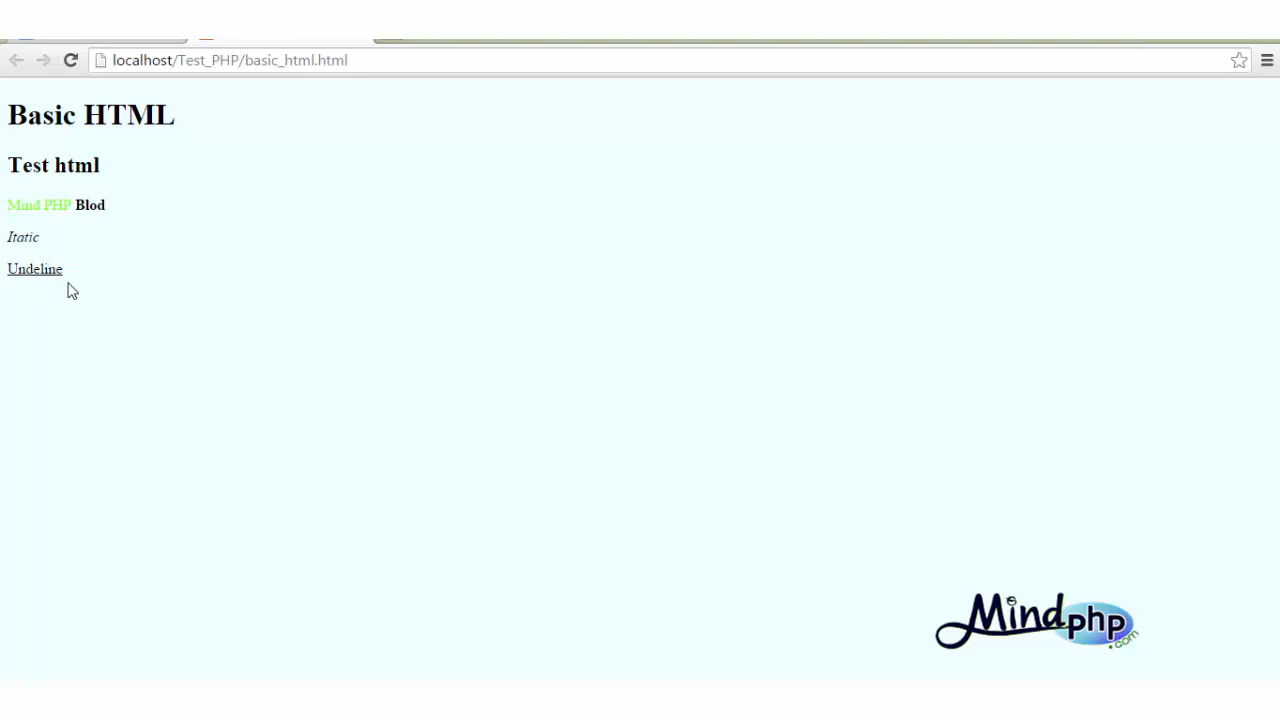 localhost/Test_PHP/basic_html.html
Basic HTML
Test html
Mind PHP Blod
Itatic
Undeline
Mindphp.com